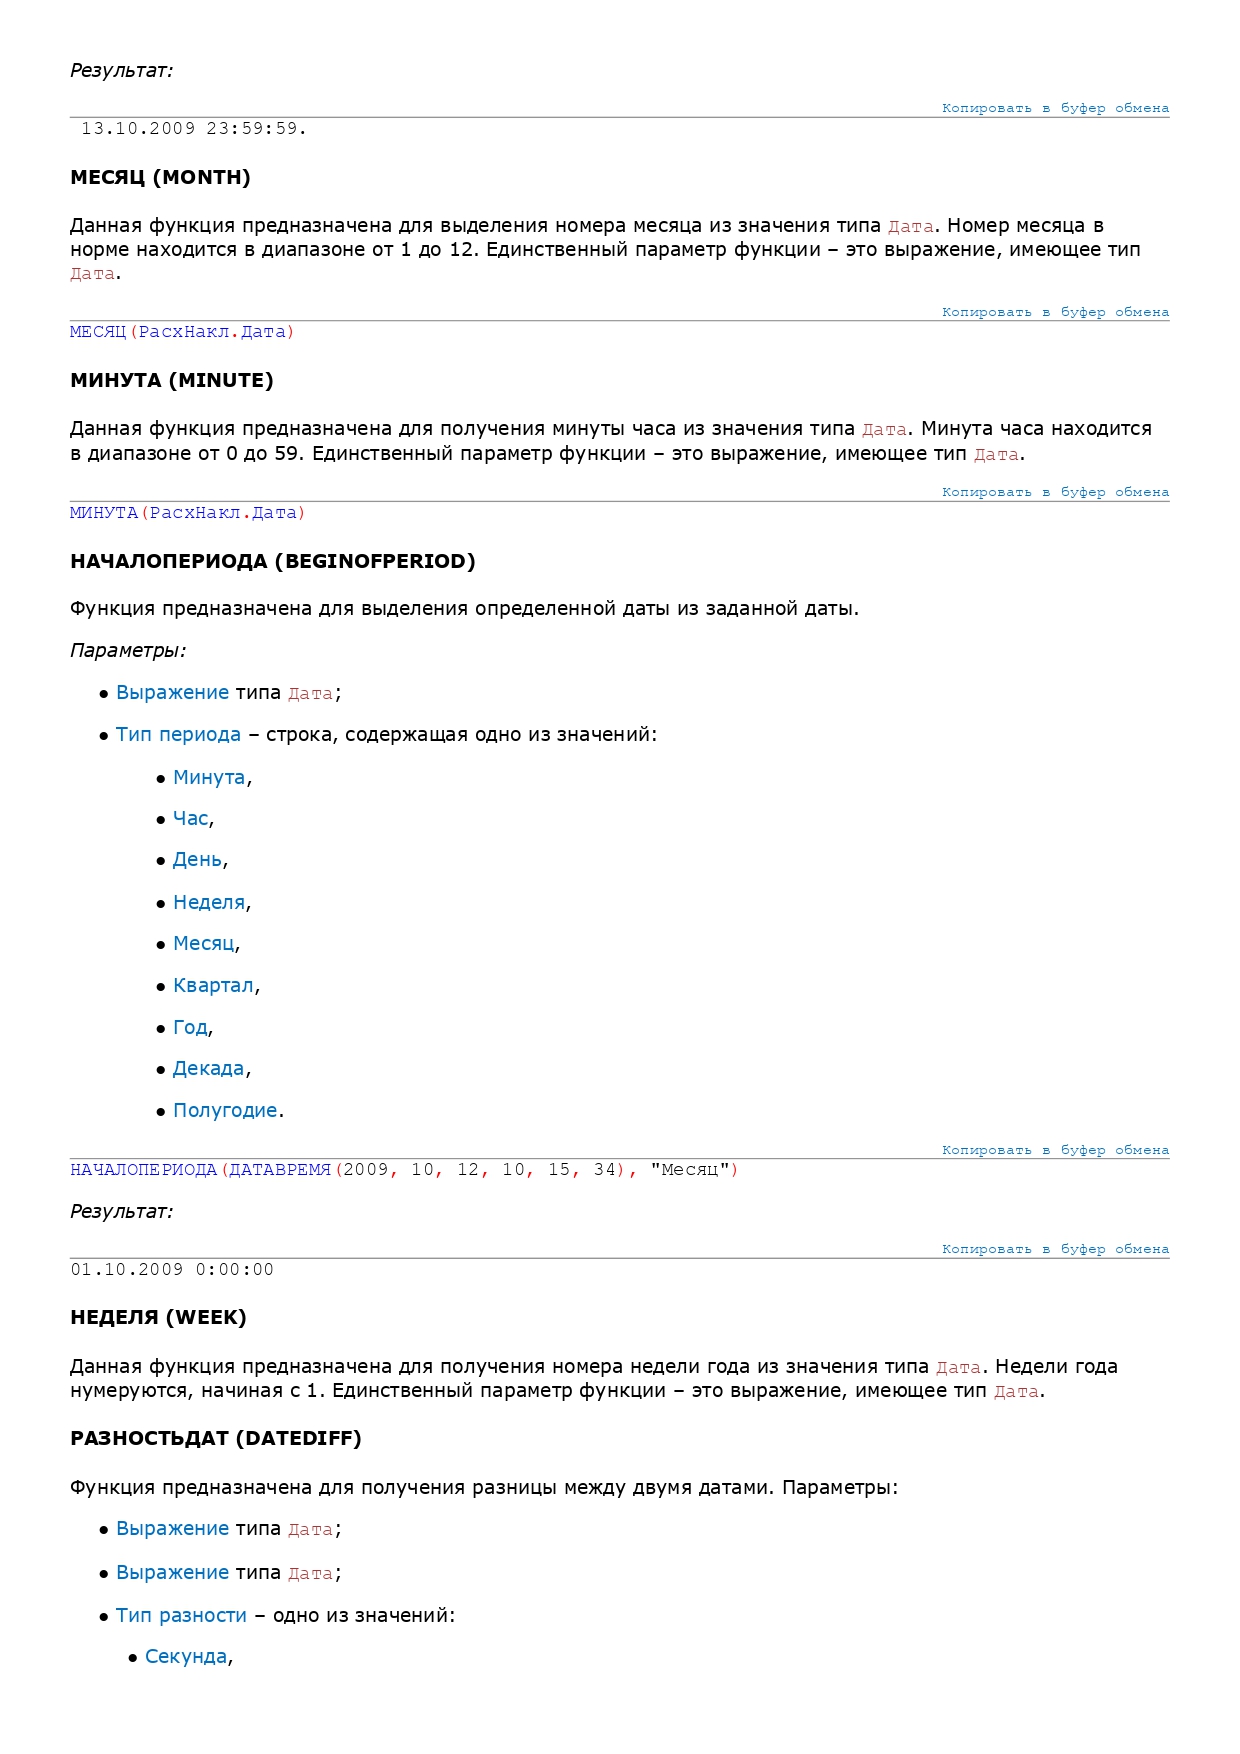 Результат:
Копировать в буфер обмена
13.10.2009 23:59:59.
МЕСЯЦ (MONTH)
Данная функция предназначена для выделения номера месяца из значения типа Дата. Номер месяца в
норме находится в диапазоне от 1 до 12. Единственный параметр функции – это выражение, имеющее тип
Дата.
Копировать в буфер обмена
МЕСЯЦ(РасхНакл.Дата)
МИНУТА (MINUTE)
Данная функция предназначена для получения минуты часа из значения типа Дата. Минута часа находится
в диапазоне от 0 до 59. Единственный параметр функции – это выражение, имеющее тип Дата.
Копировать в буфер обмена
МИНУТА(РасхНакл.Дата)
НАЧАЛОПЕРИОДА (BEGINOFPERIOD)
Функция предназначена для выделения определенной даты из заданной даты.
Параметры:
● Выражение типа Дата;
● Тип периода – строка, содержащая одно из значений:
● Минута,
● Час,
● День,
● Неделя,
● Месяц,
● Квартал,
● Год,
● Декада,
● Полугодие.
Копировать в буфер обмена
НАЧАЛОПЕРИОДА(ДАТАВРЕМЯ(2009, 10, 12, 10, 15, 34), "Месяц")
Результат:
Копировать в буфер обмена
01.10.2009 0:00:00
НЕДЕЛЯ (WEEK)
Данная функция предназначена для получения номера недели года из значения типа Дата. Недели года
нумеруются, начиная с 1. Единственный параметр функции – это выражение, имеющее тип Дата.
РАЗНОСТЬДАТ (DATEDIFF)
Функция предназначена для получения разницы между двумя датами. Параметры:
● Выражение типа Дата;
● Выражение типа Дата;
● Тип разности – одно из значений:
● Секунда,